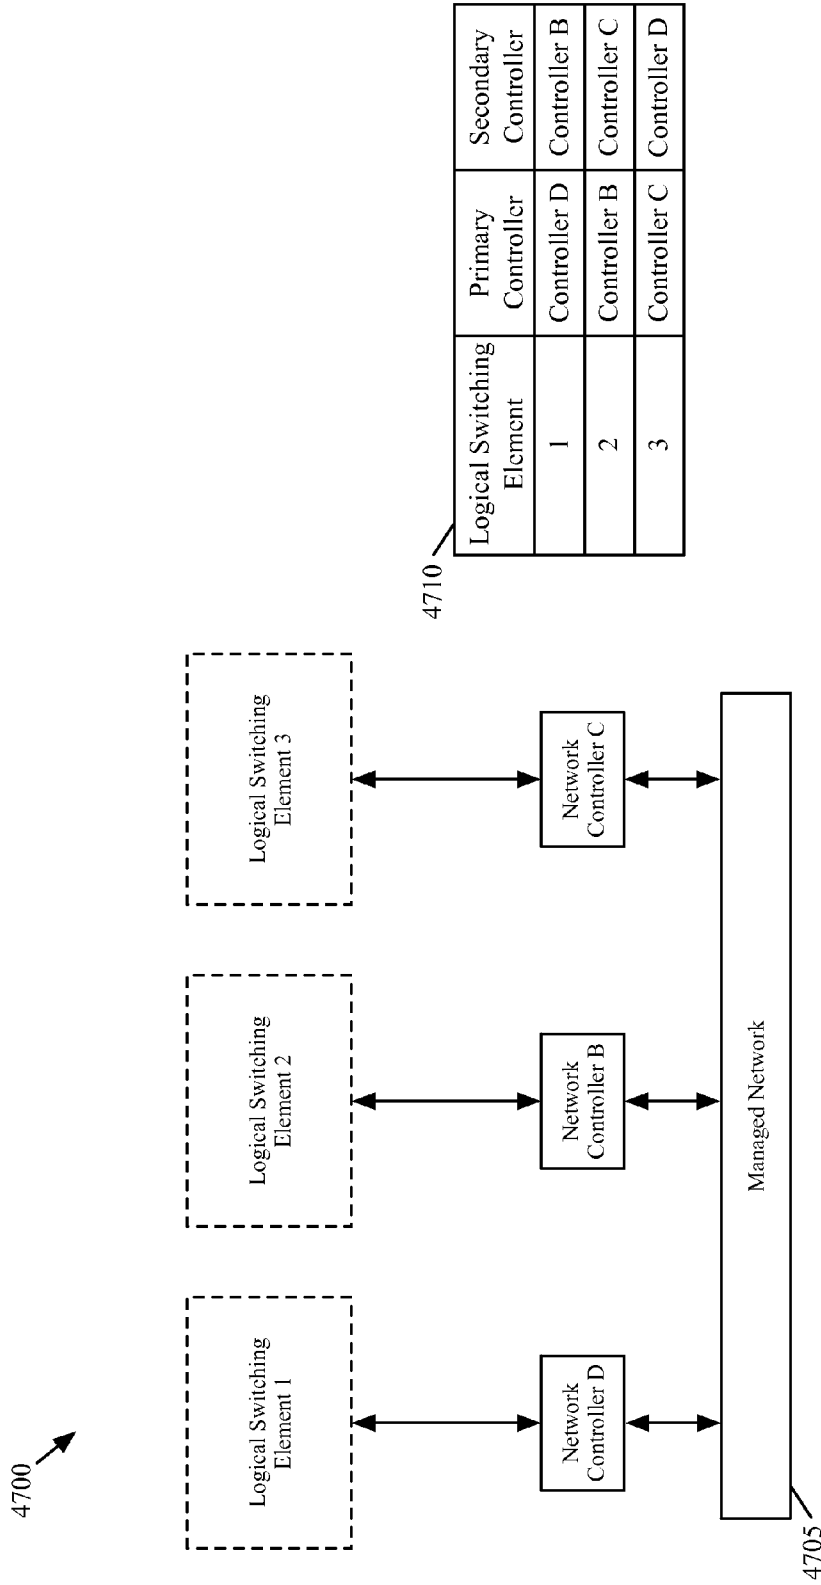 4700
Logical Switching
Element 1
Logical Switching
Element 2
Logical Switching
Element 3
Network
Controller D
Network
Controller B
Network
Controller C
Managed Network
4705
4710
Logical Switching
Element
Primary
Controller
Secondary
Controller
1
Controller D
Controller B
2
Controller B
Controller C
3
Controller C
Controller D